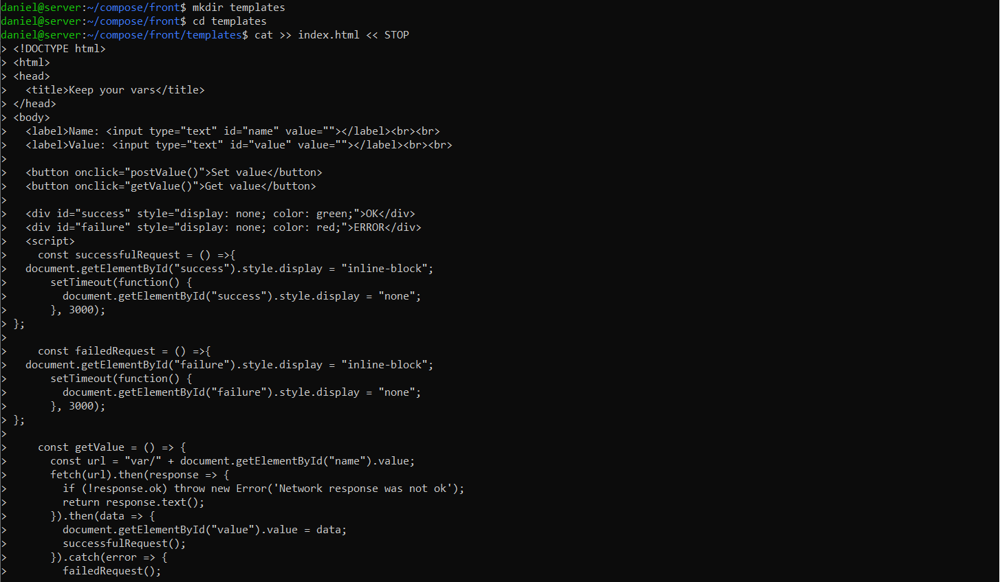 daniel@server:~/compose/front$ mkdir templates
daniel@server:~/compose/front$ cd templates
daniel@server:~/compose/front/templates$ cat >> index.html << STOP
> <!DOCTYPE html>
> <html>
> <head>
>   <title>Keep your vars</title>
> </head>
> <body>
>   <label>Name: <input type="text" id="name" value=""></label><br><br>
>   <label>Value: <input type="text" id="value" value=""></label><br><br>
>
>   <button onclick="postValue()">Set value</button>
>   <button onclick="getValue()">Get value</button>
>
>   <div id="success" style="display: none; color: green;">OK</div>
>   <div id="failure" style="display: none; color: red;">ERROR</div>
>   <script>
>     const successfulRequest = () =>{
>   document.getElementById("success").style.display = "inline-block";
>       setTimeout(function() {
>         document.getElementById("success").style.display = "none";
>       }, 3000);
> };
>
>     const failedRequest = () =>{
>   document.getElementById("failure").style.display = "inline-block";
>       setTimeout(function() {
>         document.getElementById("failure").style.display = "none";
>       }, 3000);
> };
>
>     const getValue = () => {
>       const url = "var/" + document.getElementById("name").value;
>       fetch(url).then(response => {
>         if (!response.ok) throw new Error('Network response was not ok');
>         return response.text();
>       }).then(data => {
>         document.getElementById("value").value = data;
>         successfulRequest();
>       }).catch(error => {
>         failedRequest();